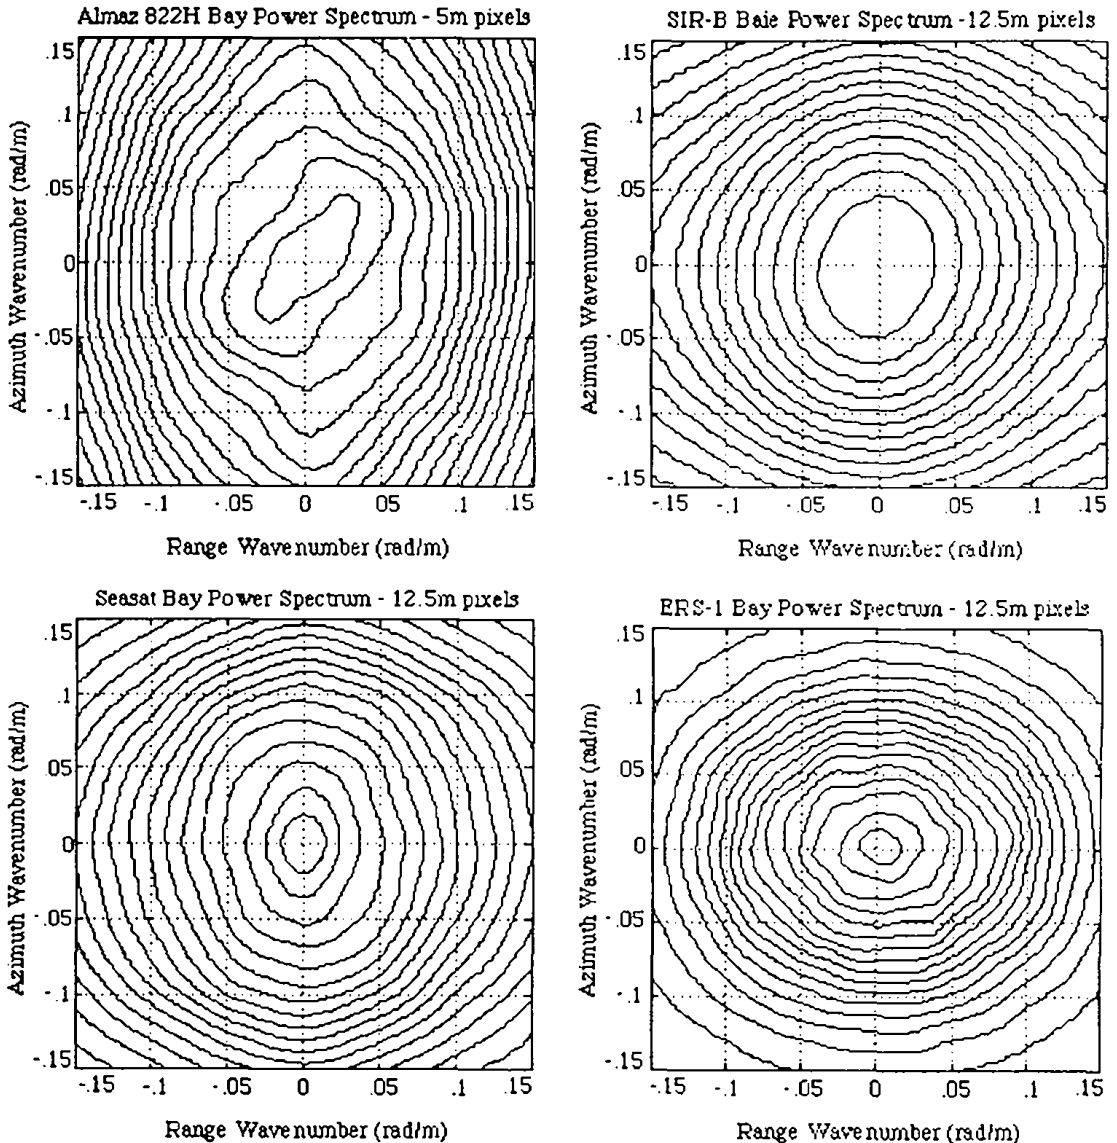 Almaz 822H Bay Power Spectrum - 5m pixels
Azimuth Wavenumber (rad/m)
.15
.1
.05
0
-.05
-.1
-.15
-.15 -.1 -.05 0 .05 .1 .15
Range Wavenumber (rad/m)
SIR-B Baie Power Spectrum -12.5m pixels
Azimuth Wavenumber (rad/m)
.15
.1
.05
0
-.05
-.1
-.15
-.15 -.1 -.05 0 .05 .1 .15
Range Wavenumber (rad/m)
Seasat Bay Power Spectrum - 12.5m pixels
Azimuth Wavenumber (rad/m)
.15
.1
.05
0
-.05
-.1
-.15
-.15 -.1 -.05 0 .05 .1 .15
Range Wavenumber (rad/m)
ERS-1 Bay Power Spectrum - 12.5m pixels
Azimuth Wavenumber (rad/m)
.15
.1
.05
0
-.05
-.1
-.15
-.15 -.1 -.05 0 .05 .1 .15
Range Wavenumber (rad/m)